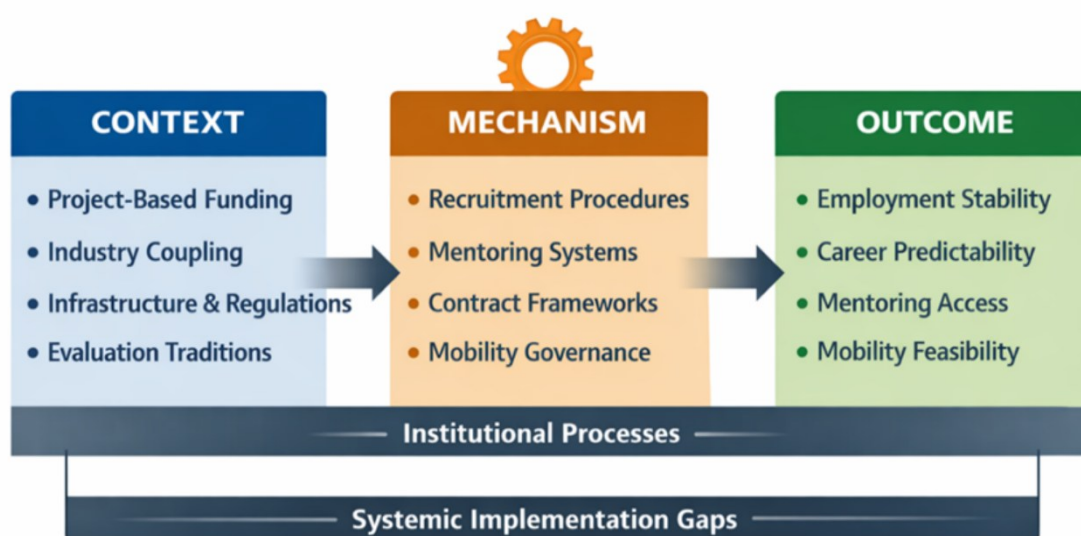 CONTEXT
• Project-Based Funding
• Industry Coupling
• Infrastructure & Regulations
• Evaluation Traditions
MECHANISM
• Recruitment Procedures
• Mentoring Systems
• Contract Frameworks
• Mobility Governance
OUTCOME
• Employment Stability
• Career Predictability
• Mentoring Access
• Mobility Feasibility
Institutional Processes
Systemic Implementation Gaps